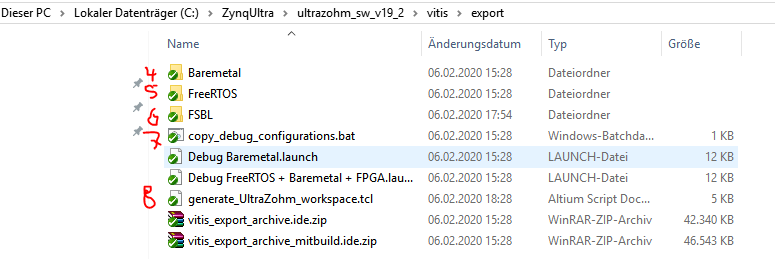 Dieser PC > Lokaler Datenträger (C:) > ZynqUltra > ultrazohm_sw_v19_2 > vitis > export
Name Änderungsdatum Typ Größe
4 Baremetal 06.02.2020 15:28 Dateiordner
5 FreeRTOS 06.02.2020 15:28 Dateiordner
6 FSBL 06.02.2020 17:54 Dateiordner
7 copy_debug_configurations.bat 06.02.2020 15:28 Windows-Batchda... 1 KB
Debug Baremetal.launch 06.02.2020 15:28 LAUNCH-Datei 12 KB
Debug FreeRTOS + Baremetal + FPGA.lau... 06.02.2020 15:28 LAUNCH-Datei 12 KB
8 generate_UltraZohm_workspace.tcl 06.02.2020 18:28 Altium Script Doc... 5 KB
vitis_export_archive.ide.zip 06.02.2020 15:28 WinRAR-ZIP-Archiv 42.340 KB
vitis_export_archive_mitbuild.ide.zip 06.02.2020 15:28 WinRAR-ZIP-Archiv 46.543 KB